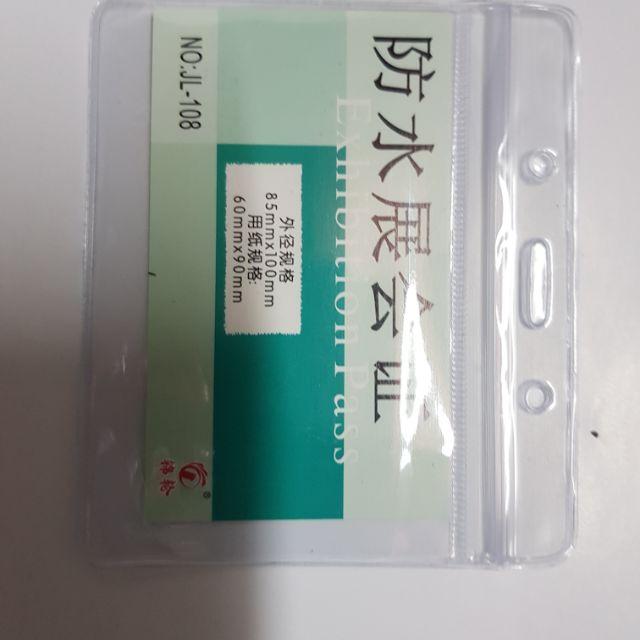 NO:JL-108
防水展会证
Exhibition Pass
外径规格
85mmx100mm
用纸规格:
60mmx90mm
®